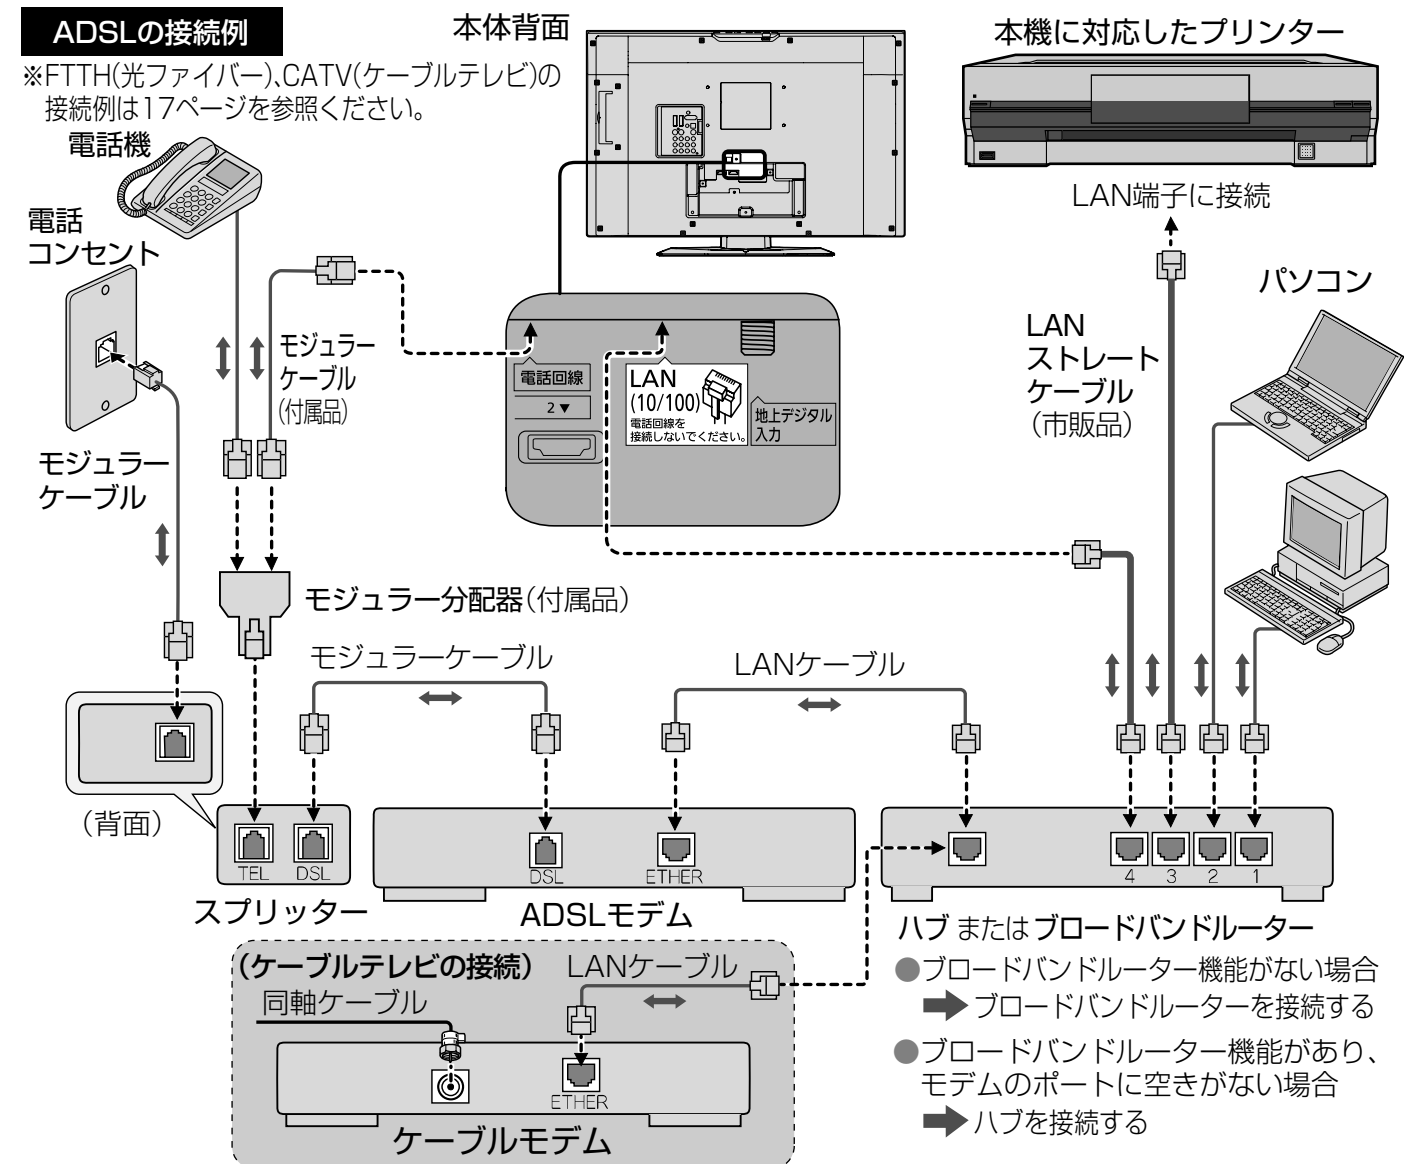 ADSLの接続例
※FTTH(光ファイバー)、CATV(ケーブルテレビ)の
接続例は17ページを参照ください。
本体背面
本機に対応したプリンター
電話機
LAN端子に接続
電話
コンセント
パソコン
モジュラー
ケーブル
(付属品)
電話回線
2▼
LAN
(10/100)
電話回線を
接続しないでください。
地上デジタル
入力
LAN
ストレート
ケーブル
(市販品)
モジュラー
ケーブル
モジュラー分配器(付属品)
モジュラーケーブル
LANケーブル
(背面)
TEL
DSL
DSL
ETHER
4
3
2
1
スプリッター
ADSLモデム
ハブ または ブロードバンドルーター
●ブロードバンドルーター機能がない場合
➡ ブロードバンドルーターを接続する
●ブロードバンドルーター機能があり、
モデムのポートに空きがない場合
➡ ハブを接続する
(ケーブルテレビの接続)
LANケーブル
同軸ケーブル
ETHER
ケーブルモデム